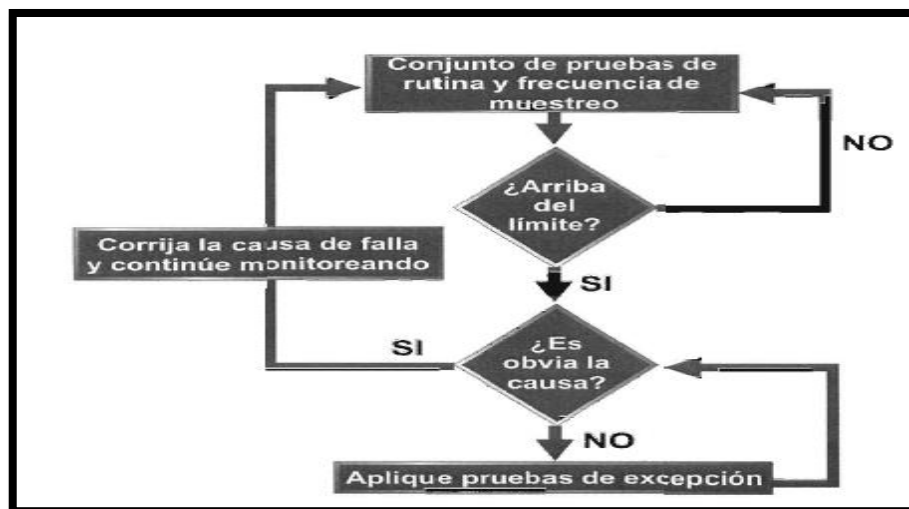 Conjunto de pruebas de
rutina y frecuencia de
muestreo
NO
¿Arriba
del
límite?
Corrija la causa de falla
y continúe monitoreando
SI
¿Es
obvia la
causa?
SI
NO
Aplique pruebas de excepción